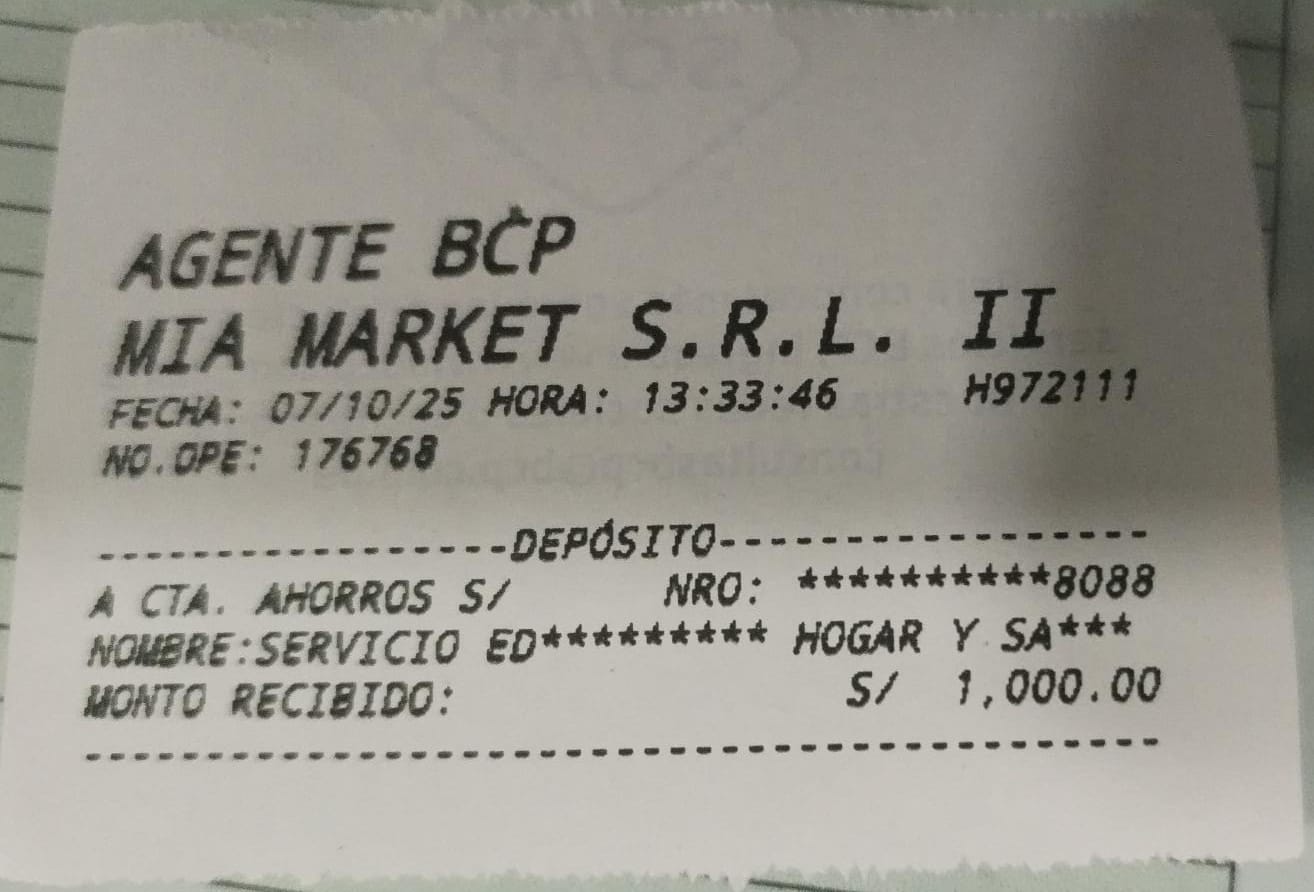 AGENTE BCP
MIA MARKET S.R.L. II
FECHA: 07/10/25 HORA: 13:33:46 H972111
NO.OPE: 176768
-----------------DEPÓSITO------------------
A CTA. AHORROS S/ NRO: **********8088
NOMBRE:SERVICIO ED********* HOGAR Y SA***
MONTO RECIBIDO: S/ 1,000.00
--------------------------------------------